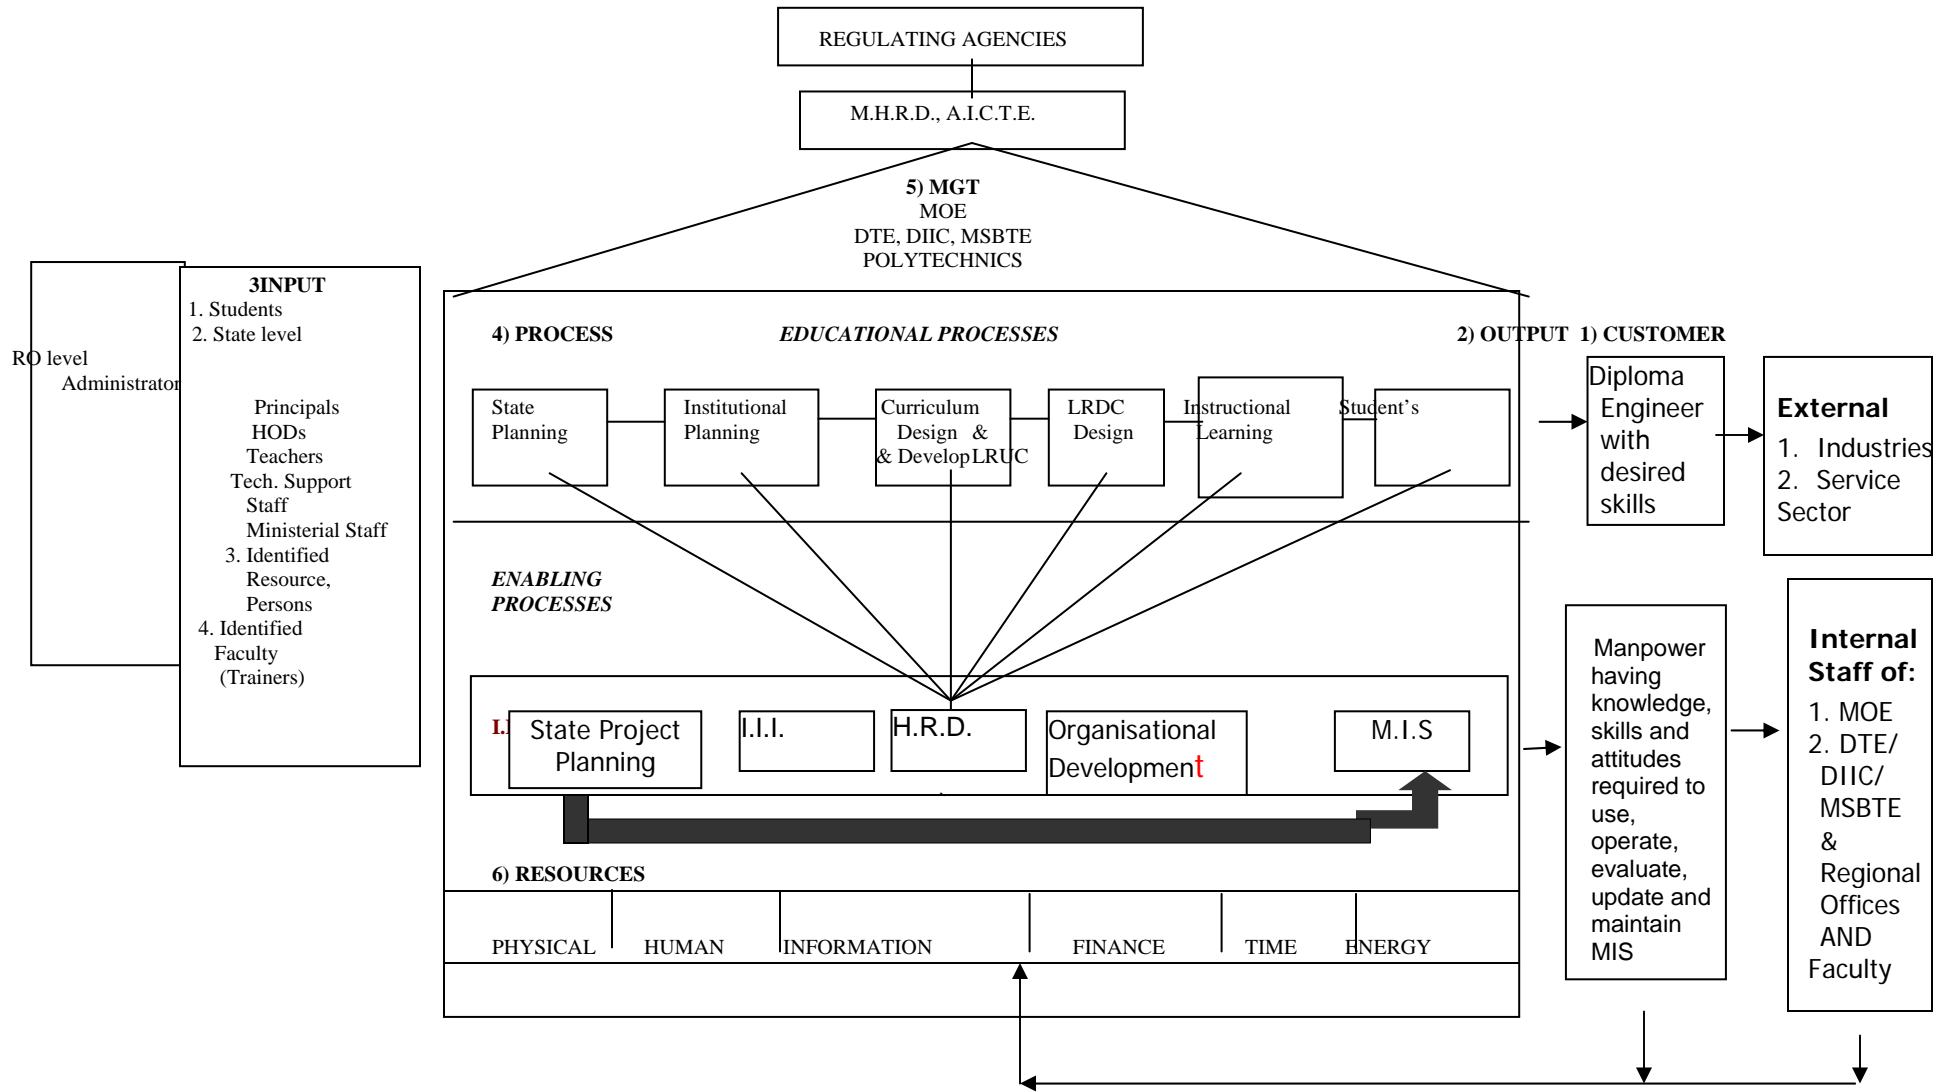 REGULATING AGENCIES
M.H.R.D., A.I.C.T.E.
5) MGT
MOE
DTE, DIIC, MSBTE
POLYTECHNICS
3INPUT
1. Students
2. State level
RO level
Administrator
Principals
HODs
Teachers
Tech. Support
Staff
Ministerial Staff
3. Identified
Resource,
Persons
4. Identified
Faculty
(Trainers)
4) PROCESS
EDUCATIONAL PROCESSES
2) OUTPUT
1) CUSTOMER
State
Planning
Institutional
Planning
Curriculum
Design &
& Develop LRUC
LRDC
Design
Instructional
Learning
Student's
Diploma
Engineer
with
desired
skills
External
1. Industries
2. Service
Sector
ENABLING
PROCESSES
State Project
Planning
I.I.I.
H.R.D.
Organisational
Development
M.I.S
Manpower
having
knowledge,
skills and
attitudes
required to
use,
operate,
evaluate,
update and
maintain
MIS
Internal
Staff of:
1. MOE
2. DTE/
DIIC/
MSBTE
&
Regional
Offices
AND
Faculty
6) RESOURCES
PHYSICAL
HUMAN
INFORMATION
FINANCE
TIME
ENERGY